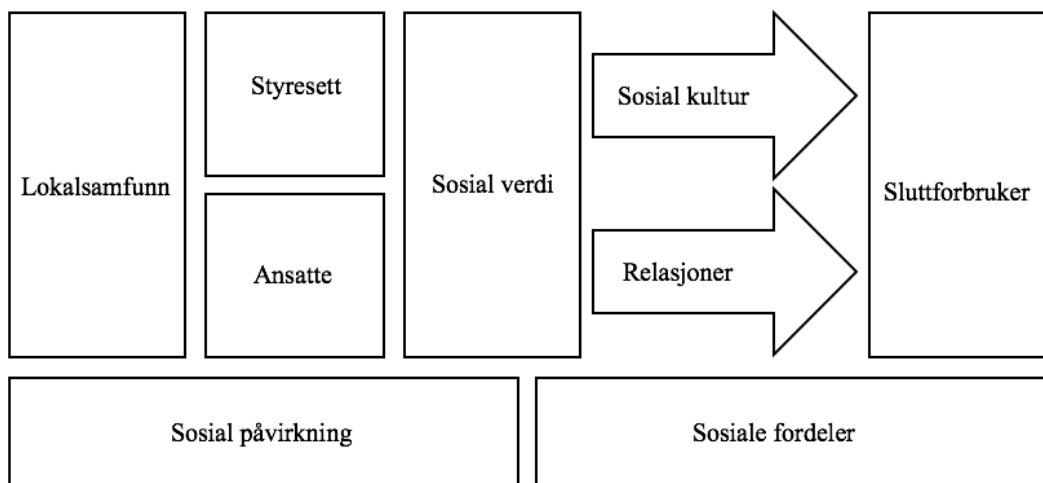 Lokalsamfunn
Styresett
Ansatte
Sosial verdi
Sosial kultur
Relasjoner
Sluttforbruker
Sosial påvirkning
Sosiale fordeler